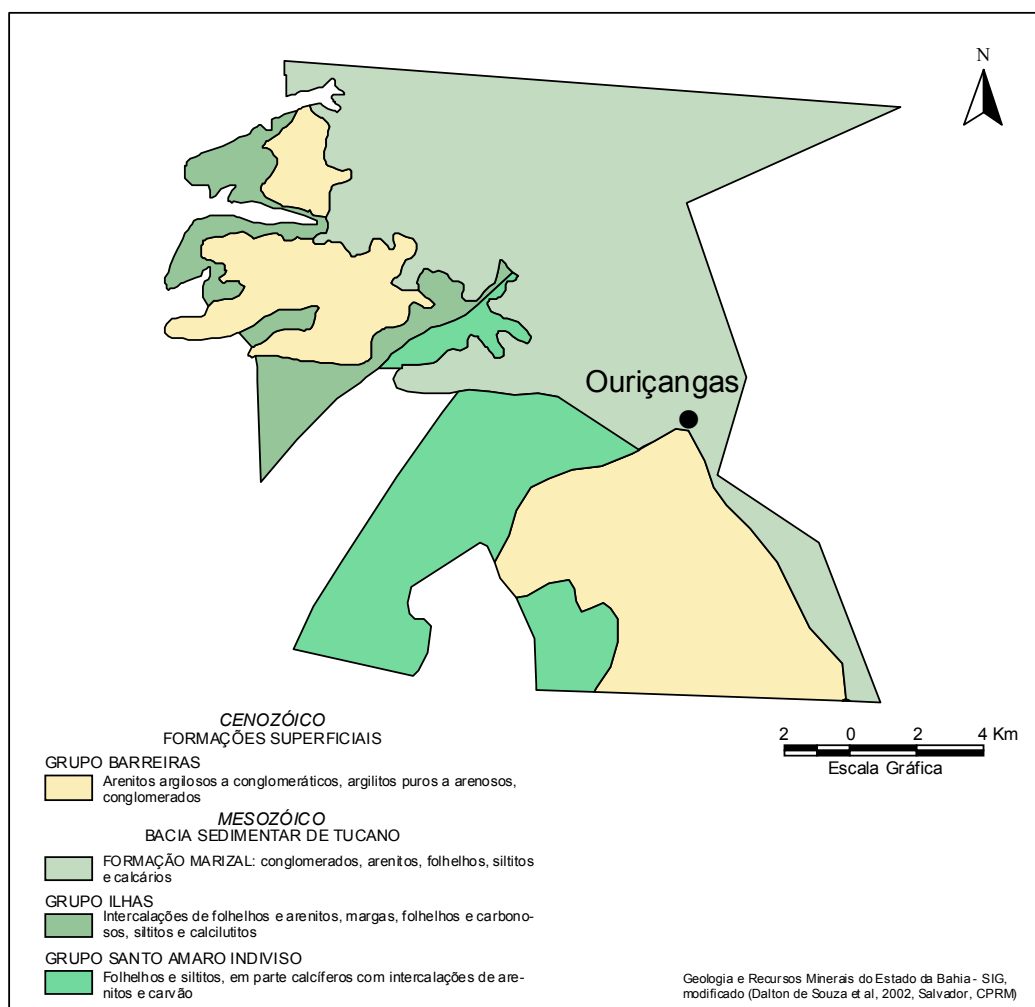 N
Ouriçangas
CENOZÓICO
FORMAÇÕES SUPERFICIAIS
GRUPO BARREIRAS
Arenitos argilosos a conglomeráticos, argilitos puros a arenosos,
conglomerados
MESOZÓICO
BACIA SEDIMENTAR DE TUCANO
FORMAÇÃO MARIZAL: conglomerados, arenitos, folhelhos, siltitos
e calcários
GRUPO ILHAS
Intercalações de folhelhos e arenitos, margas, folhelhos e carbono-
sos, siltitos e calcilutitos
GRUPO SANTO AMARO INDIVISO
Folhelhos e siltitos, em parte calcíferos com intercalações de are-
nitos e carvão
2 0 2 4 Km
Escala Gráfica
Geologia e Recursos Minerais do Estado da Bahia - SIG,
modificado (Dalton de Souza et al, 2002, Salvador, CPRM)